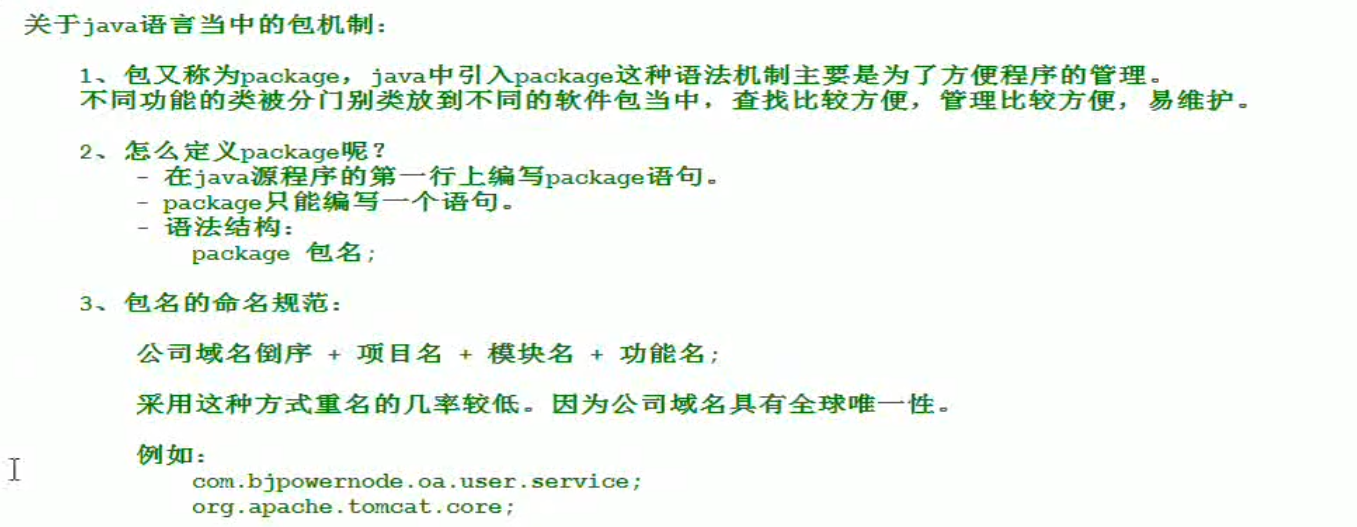 关于java语言当中的包机制：
1、包又称为package，java中引入package这种语法机制主要是为了方便程序的管理。
不同功能的类被分门别类放到不同的软件包当中，查找比较方便，管理比较方便，易维护。
2、怎么定义package呢？
- 在java源程序的第一行上编写package语句。
- package只能编写一个语句。
- 语法结构：
package 包名;
3、包名的命名规范：
公司域名倒序 + 项目名 + 模块名 + 功能名;
采用这种方式重名的几率较低。因为公司域名具有全球唯一性。
例如：
com.bjpowernode.oa.user.service;
org.apache.tomcat.core;